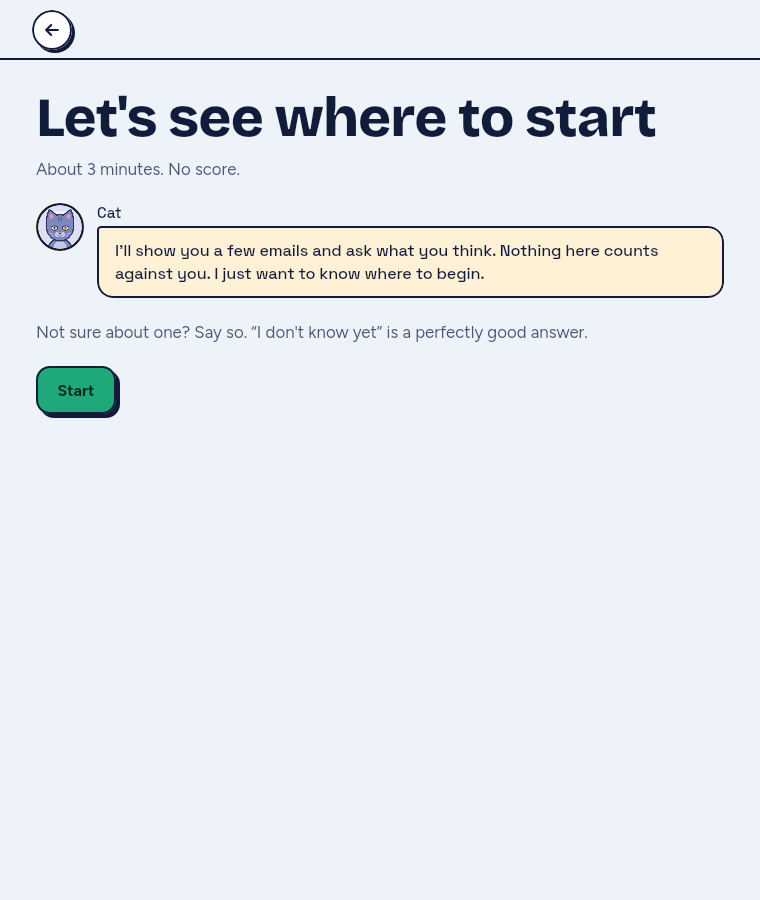 Let's see where to start
About 3 minutes. No score.
Cat
I’ll show you a few emails and ask what you think. Nothing here counts
against you. I just want to know where to begin.
Not sure about one? Say so. “I don't know yet” is a perfectly good answer.
Start